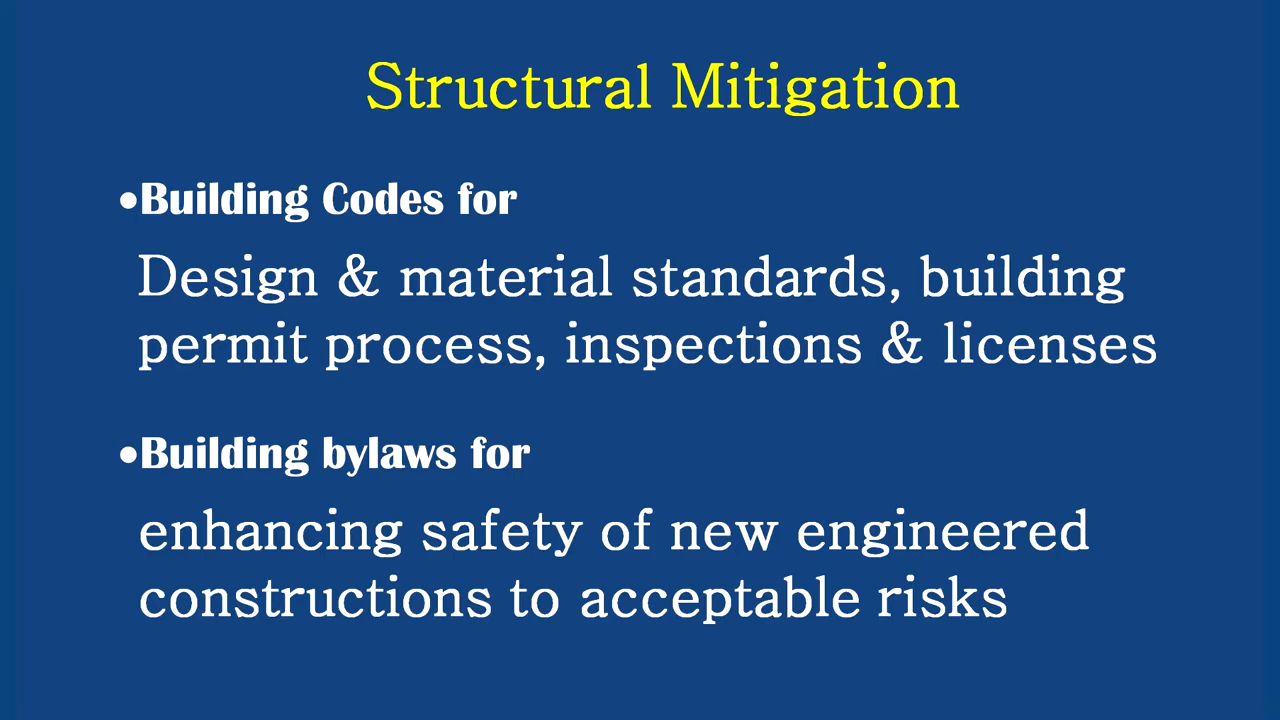 Structural Mitigation
•Building Codes for
Design & material standards, building
permit process, inspections & licenses
•Building bylaws for
enhancing safety of new engineered
constructions to acceptable risks